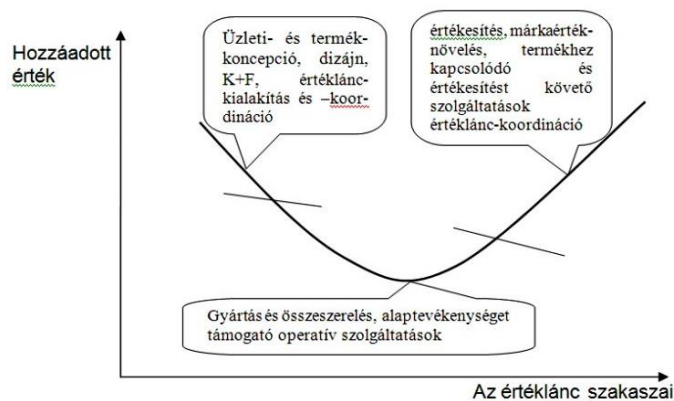 Hozzáadott
érték
Üzleti- és termék-
koncepció, dizájn,
K+F, értéklánc-
kialakítás és –koor-
dináció
értékesítés, márkaérték-
növelés, termékhez
kapcsolódó és
értékesítést követő
szolgáltatások
értéklánc-koordináció
Gyártás és összeszerelés, alaptevékenységet
támogató operatív szolgáltatások
Az értéklánc szakaszai